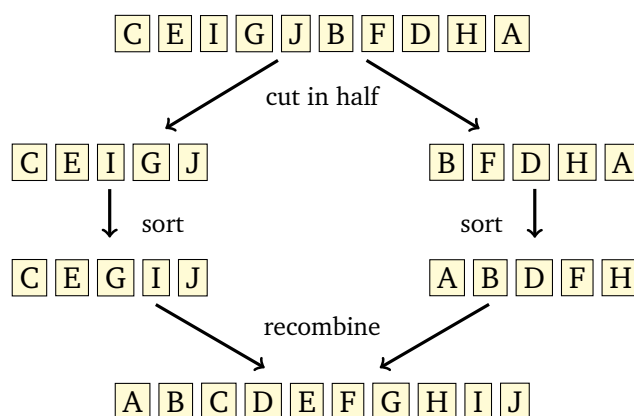 C E I G J B F D H A
cut in half
C E I G J B F D H A
sort sort
C E G I J A B D F H
recombine
A B C D E F G H I J